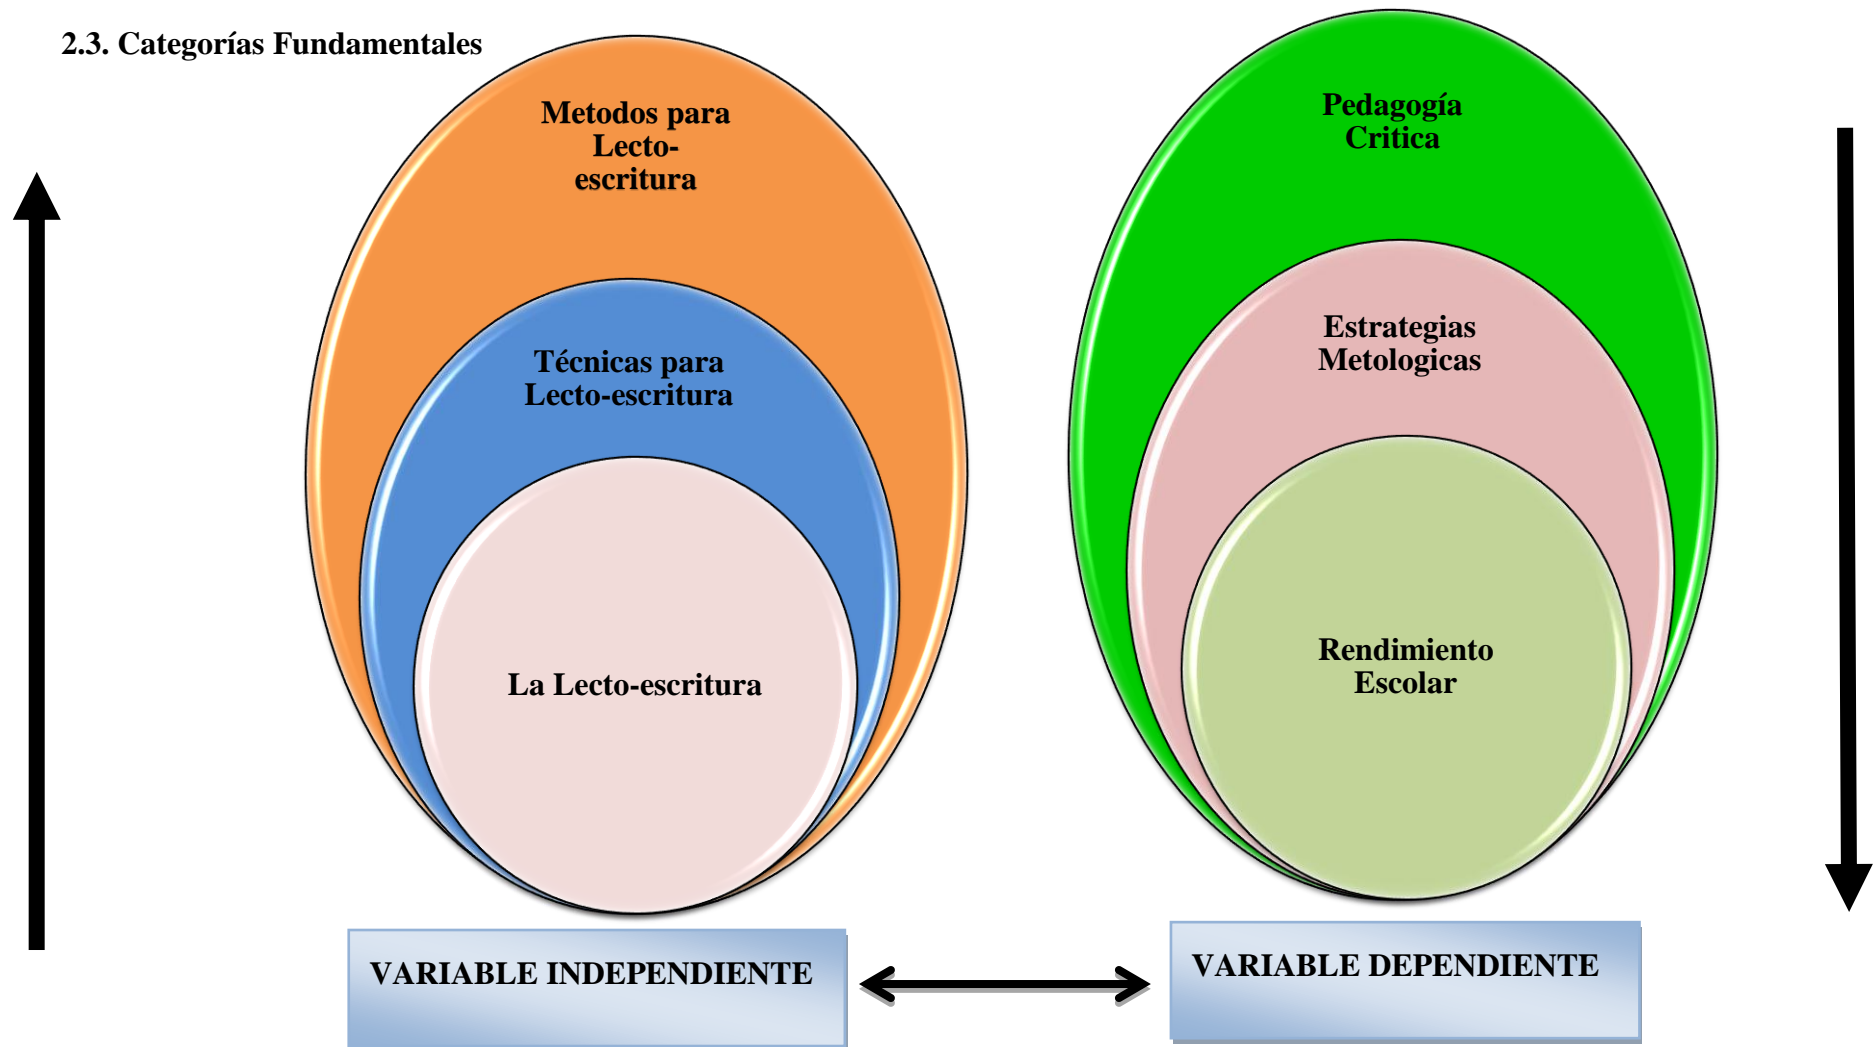 2.3. Categorías Fundamentales
Metodos para
Lecto-
escritura
Técnicas para
Lecto-escritura
La Lecto-escritura
VARIABLE INDEPENDIENTE
Pedagogía
Critica
Estrategias
Metologicas
Rendimiento
Escolar
VARIABLE DEPENDIENTE